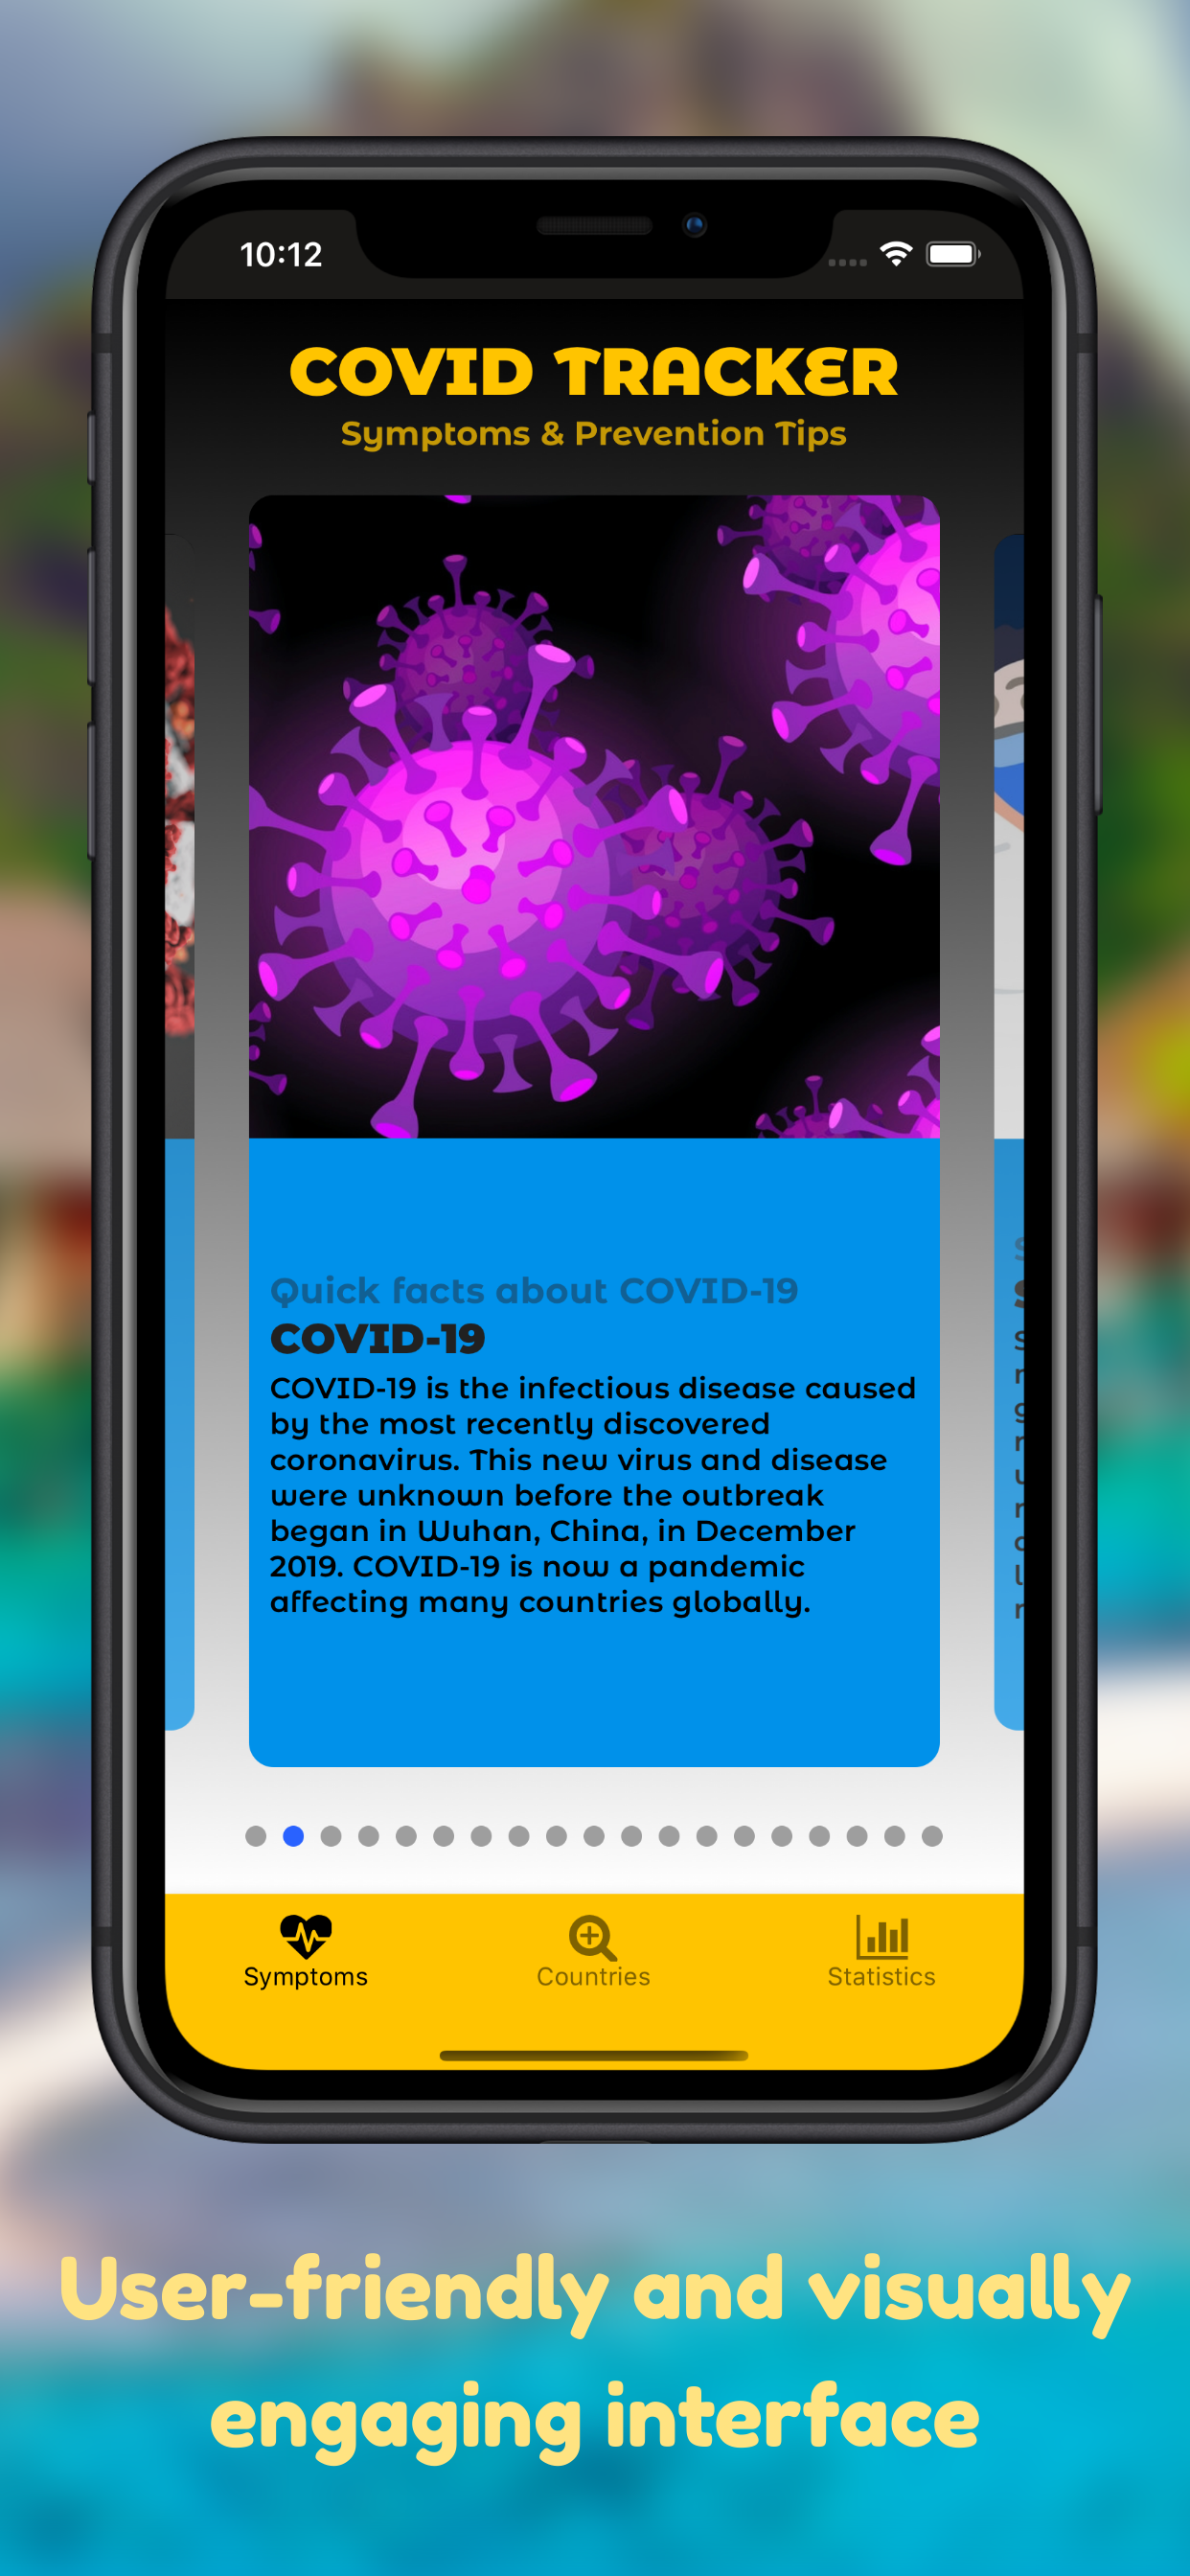 10:12
COVID TRACKER
Symptoms & Prevention Tips
Quick facts about COVID-19
COVID-19
COVID-19 is the infectious disease caused
by the most recently discovered
coronavirus. This new virus and disease
were unknown before the outbreak
began in Wuhan, China, in December
2019. COVID-19 is now a pandemic
affecting many countries globally.
Symptoms
Countries
Statistics
User-friendly and visually
engaging interface